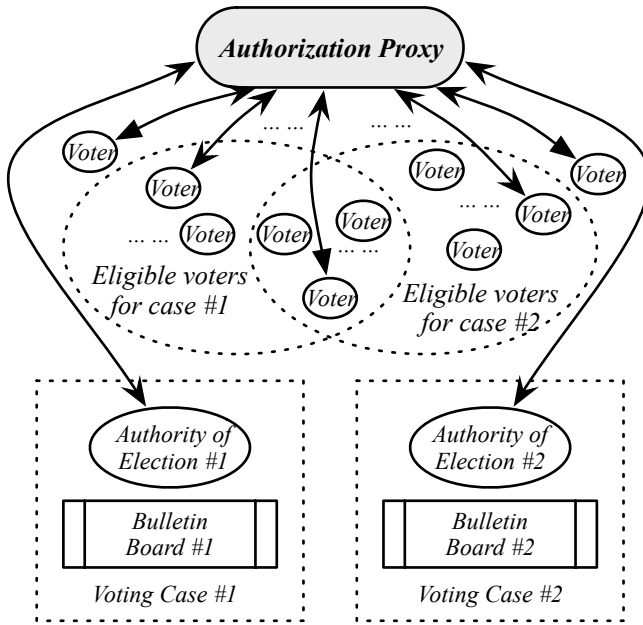 Authorization Proxy
... ...
... ...
Voter
Voter
Voter
Voter
Voter
... ...
Voter
Voter
Voter
... ...
Voter
... ...
Voter
Eligible voters
for case #1
Eligible voters
for case #2
Voter
Authority of
Election #1
Authority of
Election #2
Bulletin
Board #1
Bulletin
Board #2
Voting Case #1
Voting Case #2